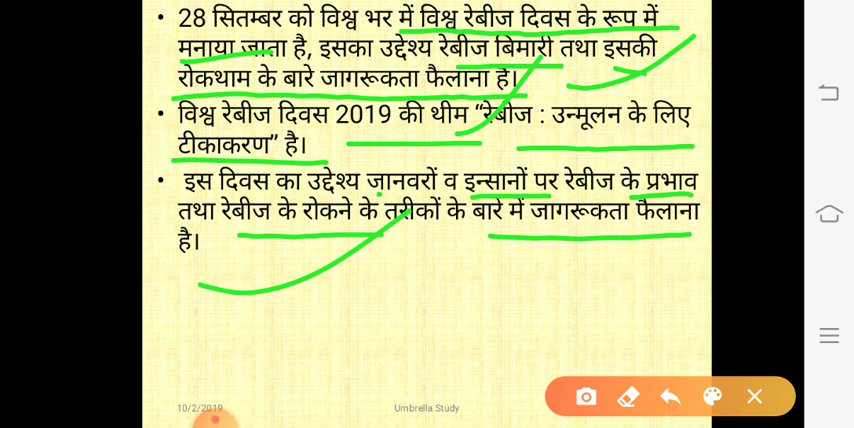 • 28 सितम्बर को विश्व भर में विश्व रेबीज दिवस के रूप में
मनाया जाता है, इसका उद्देश्य रेबीज बिमारी तथा इसकी
रोकथाम के बारे जागरूकता फैलाना है।
• विश्व रेबीज दिवस 2019 की थीम “रेबीज : उन्मूलन के लिए
टीकाकरण” है।
• इस दिवस का उद्देश्य जानवरों व इन्सानों पर रेबीज के प्रभाव
तथा रेबीज के रोकने के तरीकों के बारे में जागरूकता फैलाना
है।
10/2/2019 Umbrella Study